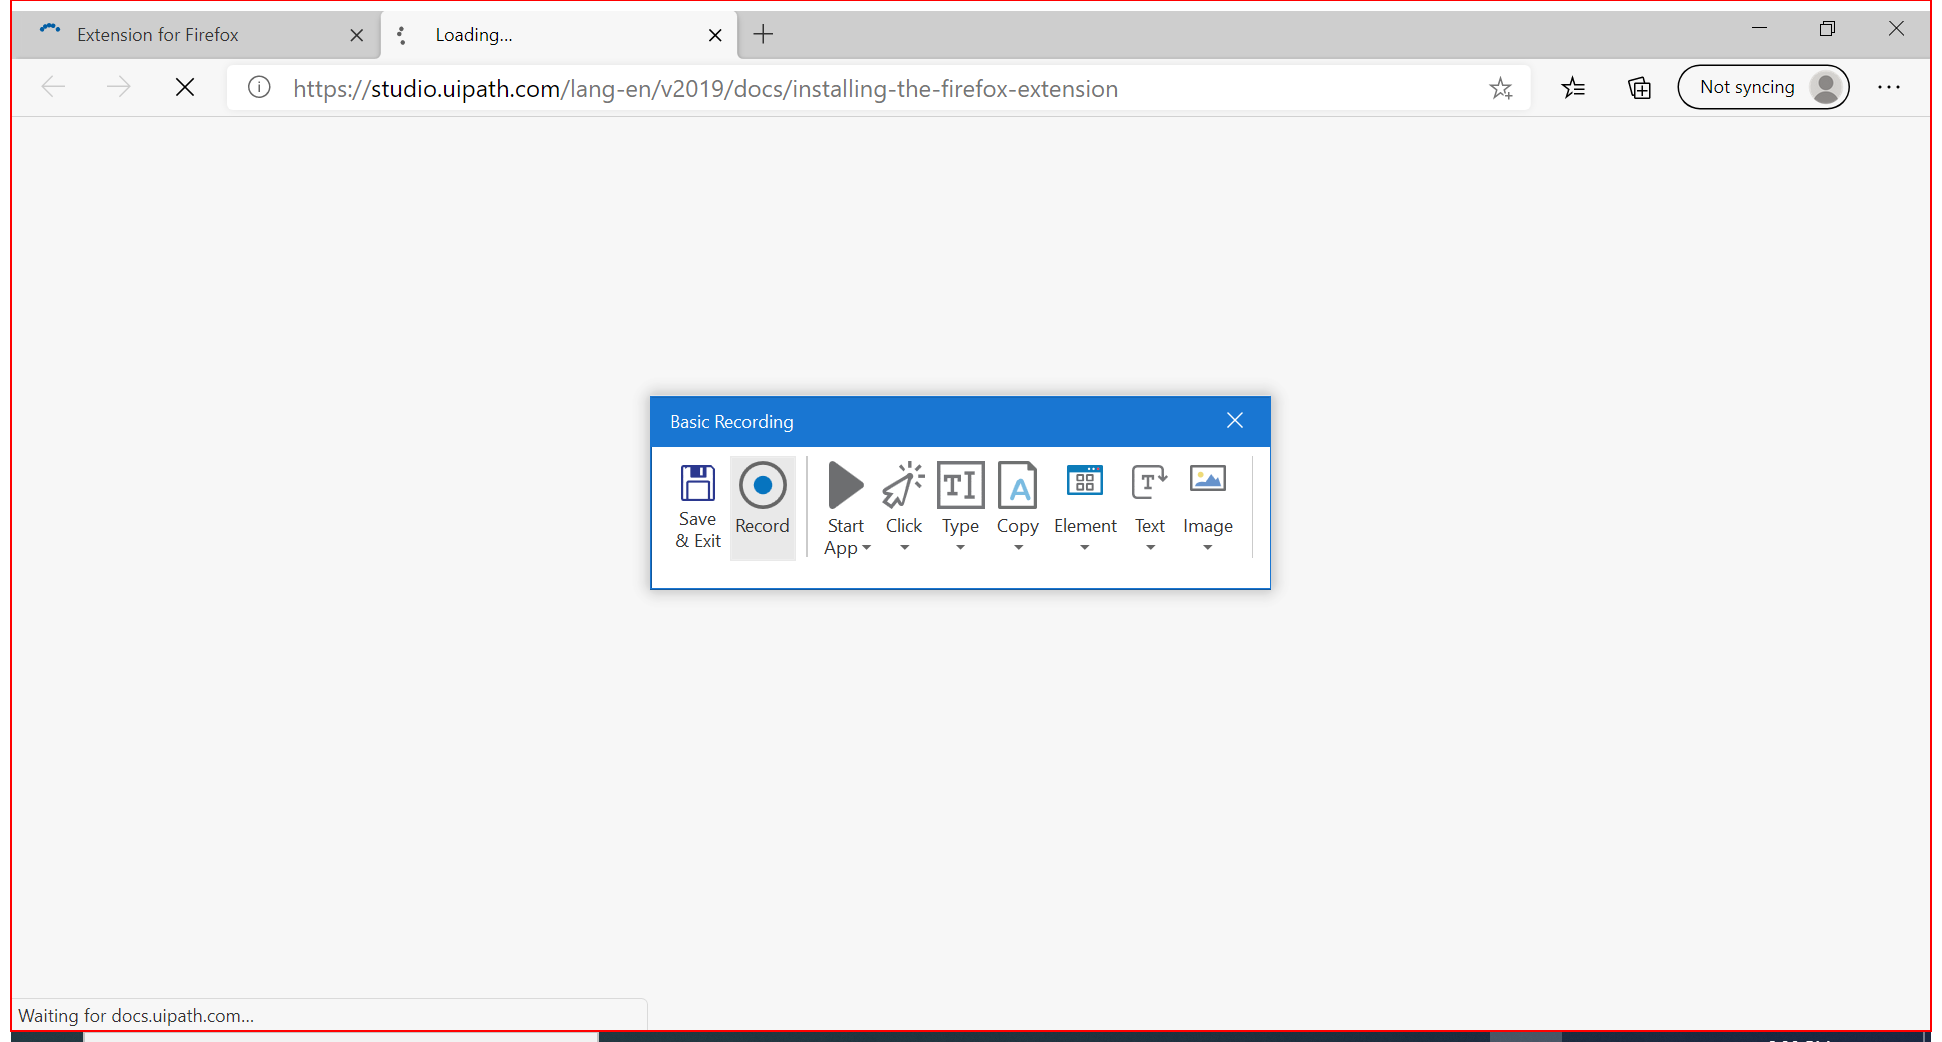 Extension for Firefox
Loading...
https://studio.uipath.com/lang-en/v2019/docs/installing-the-firefox-extension
Not syncing
Basic Recording
Save & Exit
Record
Start App
Click
Type
Copy
Element
Text
Image
Waiting for docs.uipath.com...